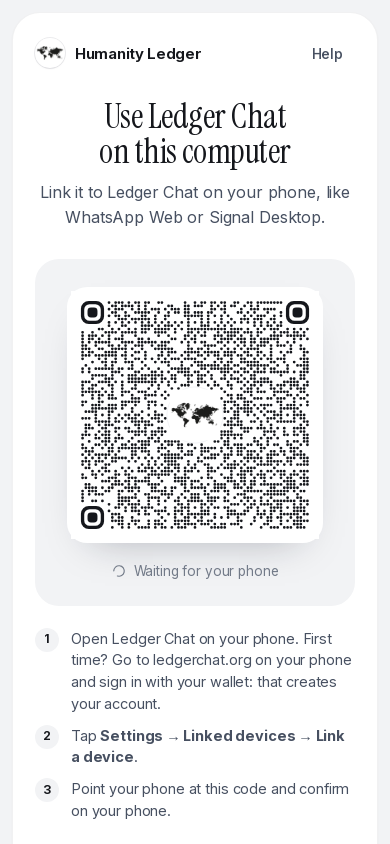 Humanity Ledger
Help
Use Ledger Chat
on this computer
Link it to Ledger Chat on your phone, like
WhatsApp Web or Signal Desktop.
Waiting for your phone
1 Open Ledger Chat on your phone. First
time? Go to ledgerchat.org on your phone
and sign in with your wallet: that creates
your account.
2 Tap Settings → Linked devices → Link
a device.
3 Point your phone at this code and confirm
on your phone.